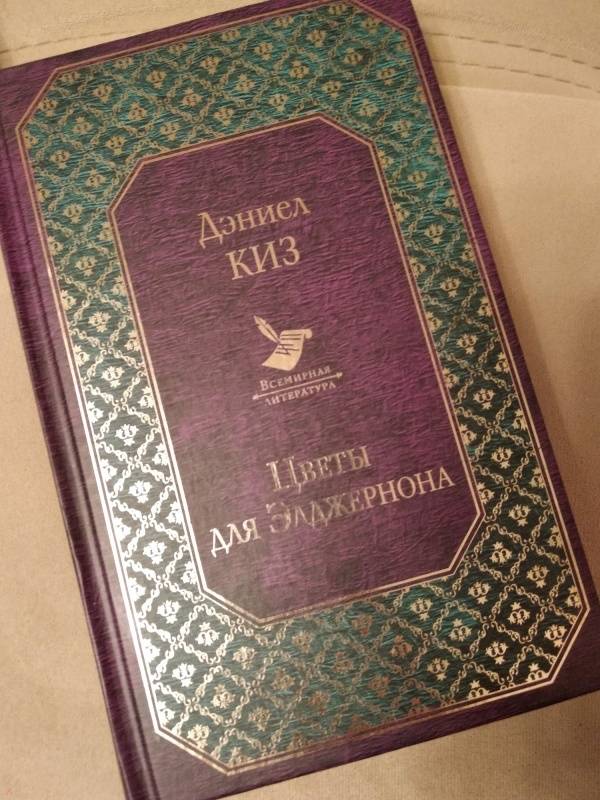 Дэниел
КИЗ
Всемирная
литература
Цветы
для Элджернона